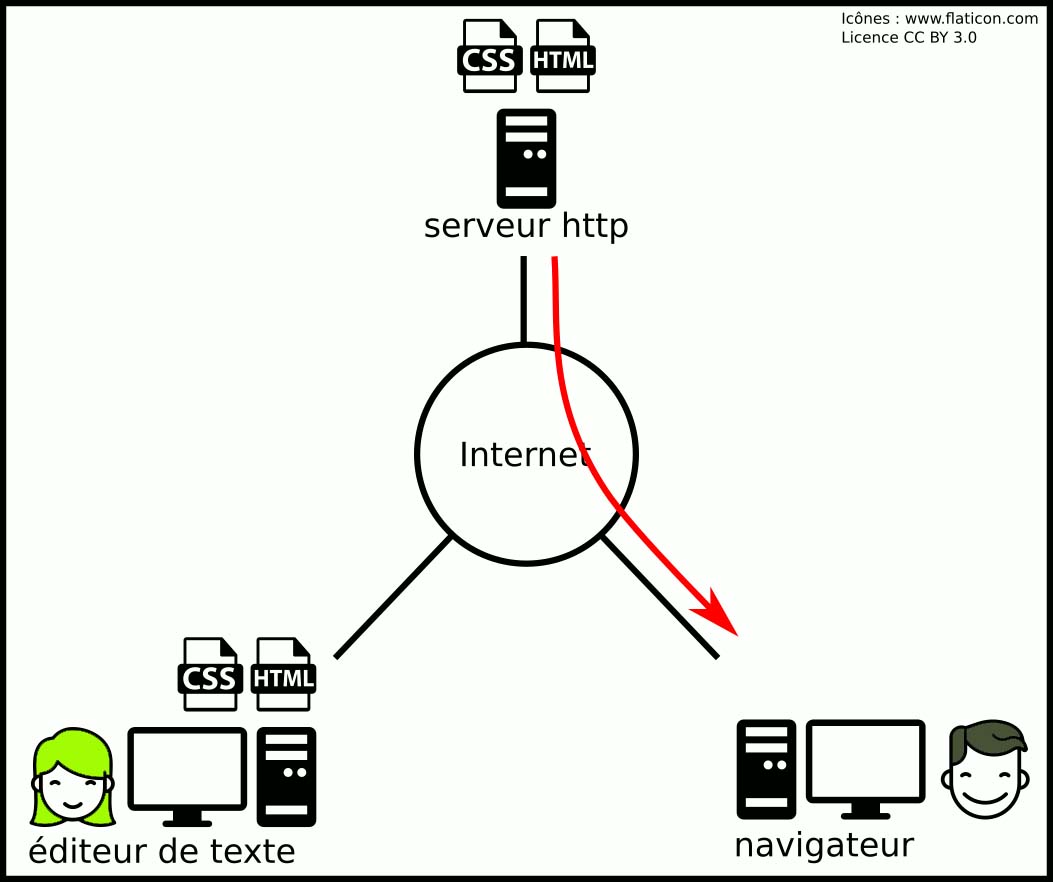 Icônes : www.flaticon.com
Licence CC BY 3.0
CSS HTML
serveur http
Internet
CSS HTML
éditeur de texte
navigateur